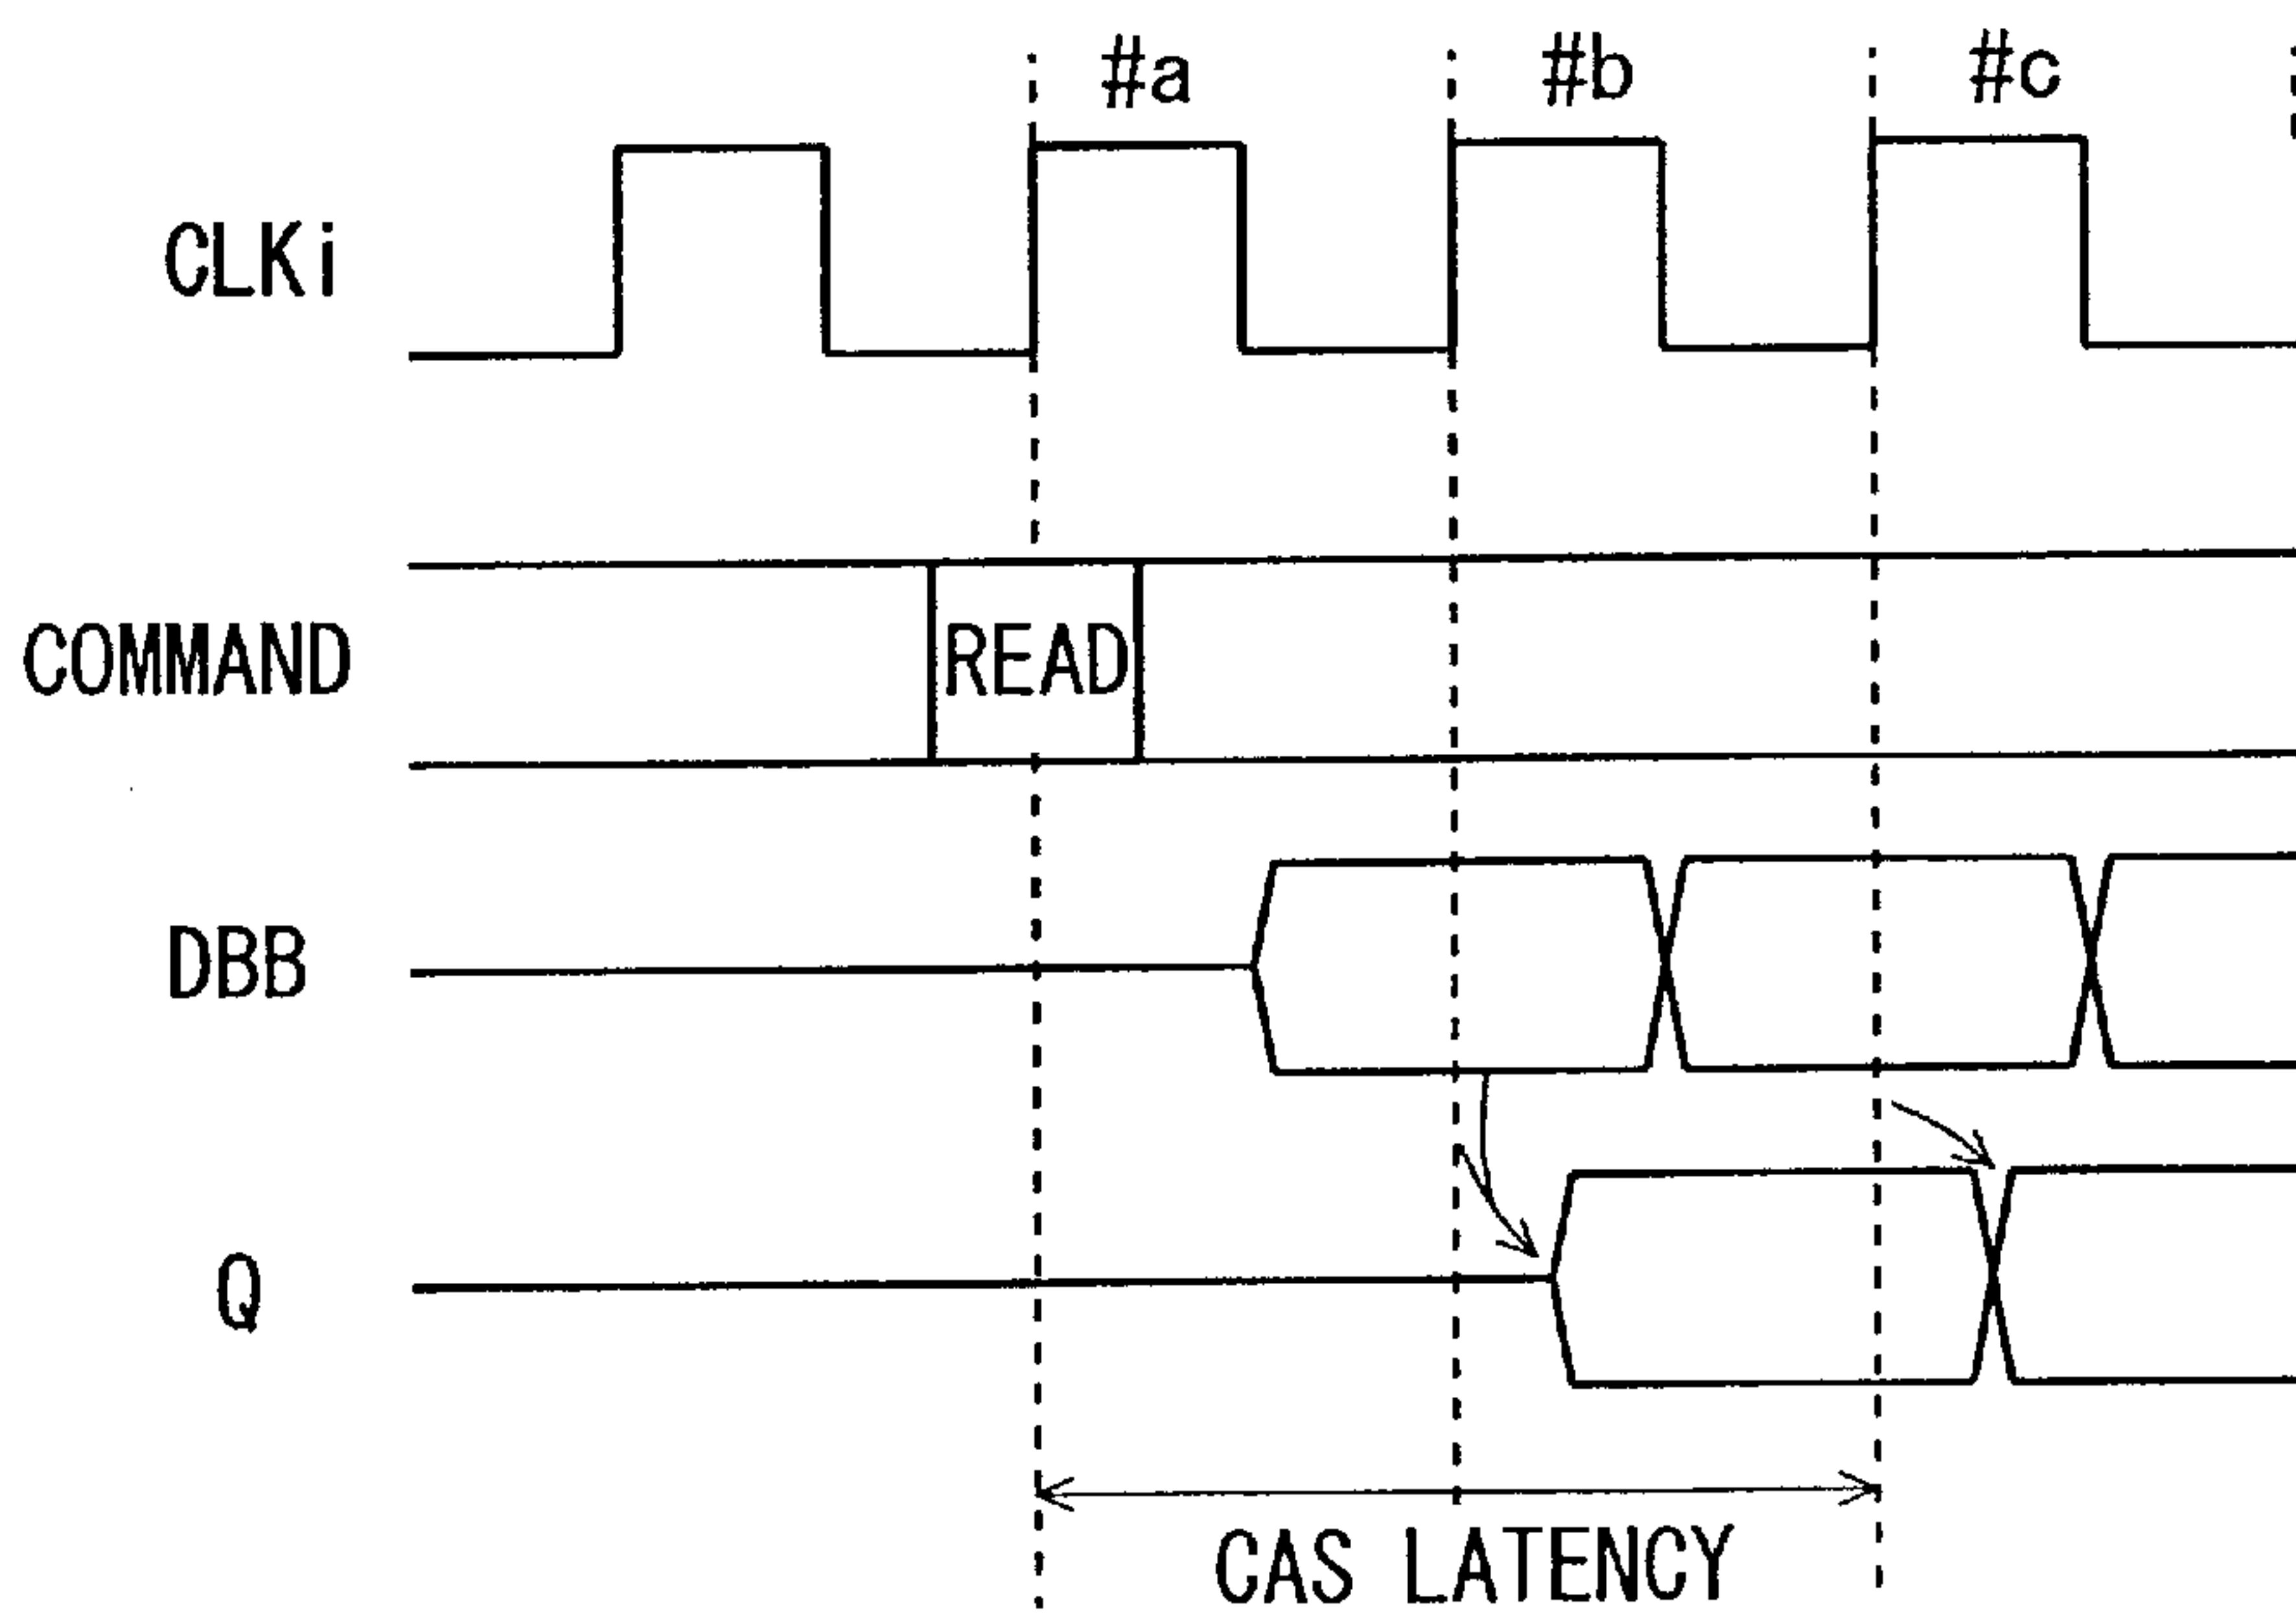 #a #b #c
CLKi
COMMAND READ
DBB
Q
CAS LATENCY